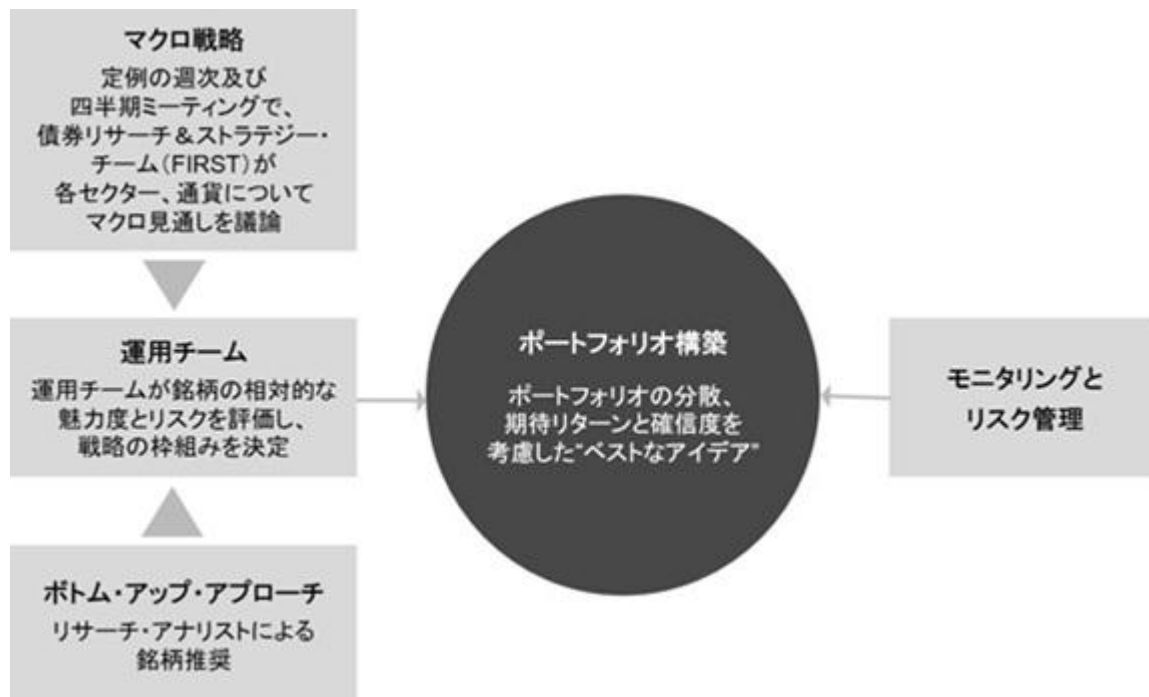 マクロ戦略
定例の週次及び
四半期ミーティングで、
債券リサーチ＆ストラテジー・
チーム(FIRST)が
各セクター、通貨について
マクロ見通しを議論
運用チーム
運用チームが銘柄の相対的な
魅力度とリスクを評価し、
戦略の枠組みを決定
ボトム・アップ・アプローチ
リサーチ・アナリストによる
銘柄推奨
ポートフォリオ構築
ポートフォリオの分散、
期待リターンと確信度を
考慮した“ベストなアイデア”
モニタリングと
リスク管理